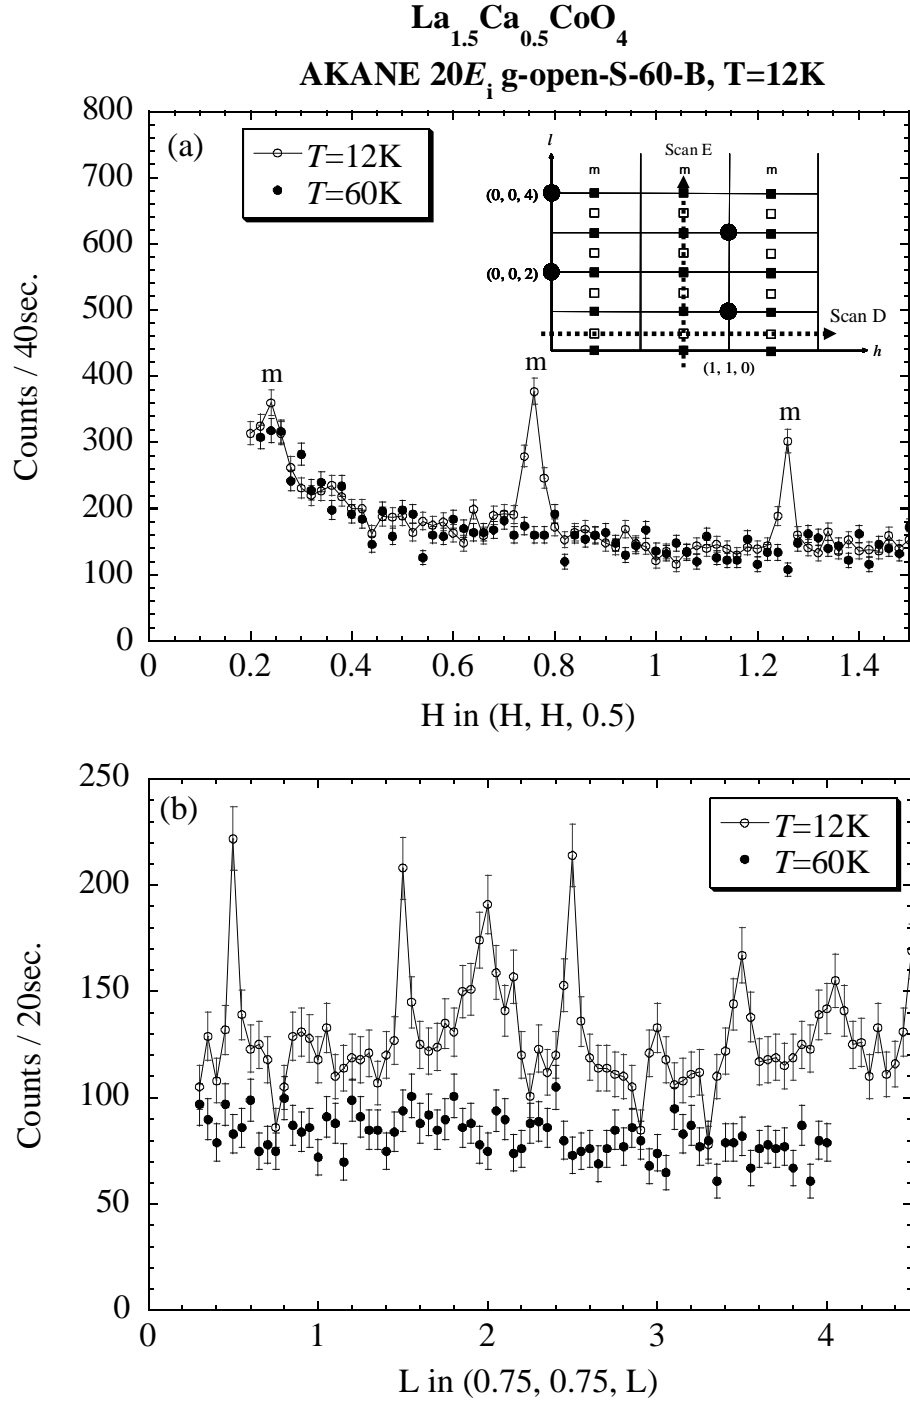 La1.5Ca0.5CoO4
AKANE 20Ei g-open-S-60-B, T=12K
(a)
T=12K
T=60K
l
Scan E
m m m
(0, 0, 4)
(0, 0, 2)
Scan D
(1, 1, 0)
h
m
m
m
800
700
600
500
400
300
200
100
0
Counts / 40sec.
0 0.2 0.4 0.6 0.8 1 1.2 1.4
H in (H, H, 0.5)
(b)
T=12K
T=60K
250
200
150
100
50
0
Counts / 20sec.
0 1 2 3 4
L in (0.75, 0.75, L)